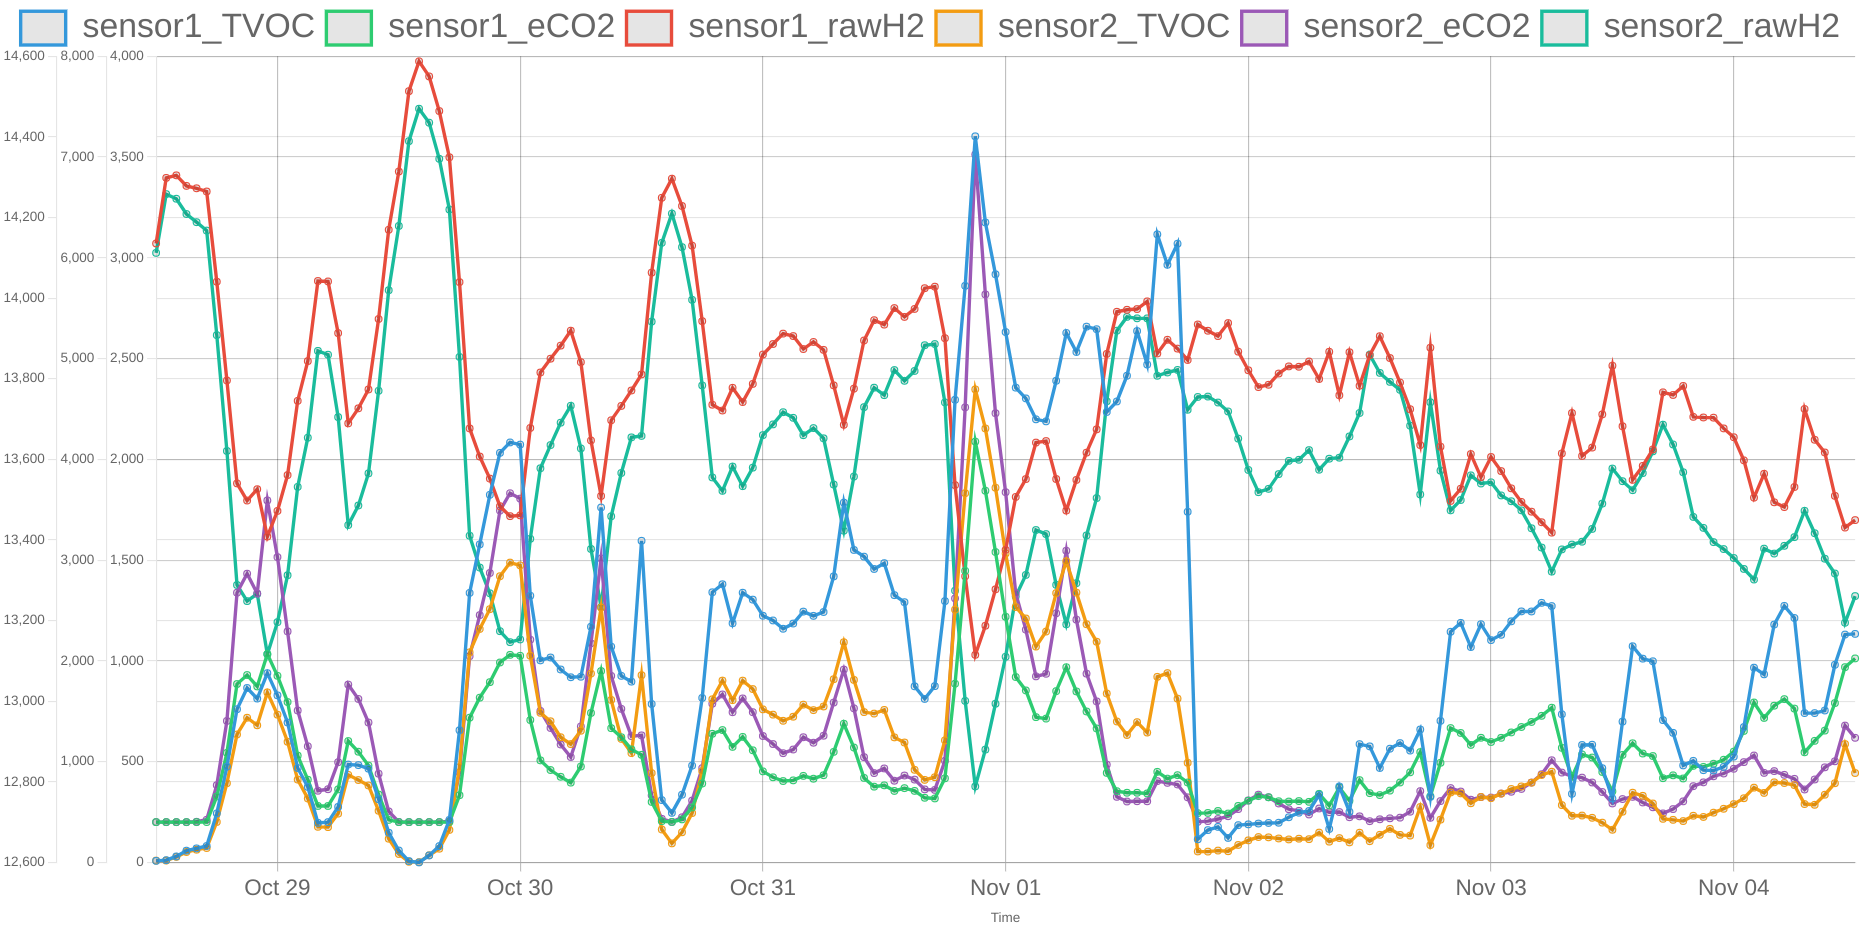 sensor1_TVOC sensor1_eCO2 sensor1_rawH2 sensor2_TVOC sensor2_eCO2 sensor2_rawH2
14,600 8,000 4,000
14,400
7,000 3,500
14,200
6,000 3,000
14,000
5,000 2,500
13,800
13,600 4,000 2,000
13,400
3,000 1,500
13,200
2,000 1,000
13,000
1,000 500
12,800
12,600 0 0
Oct 29 Oct 30 Oct 31 Nov 01 Nov 02 Nov 03 Nov 04
Time